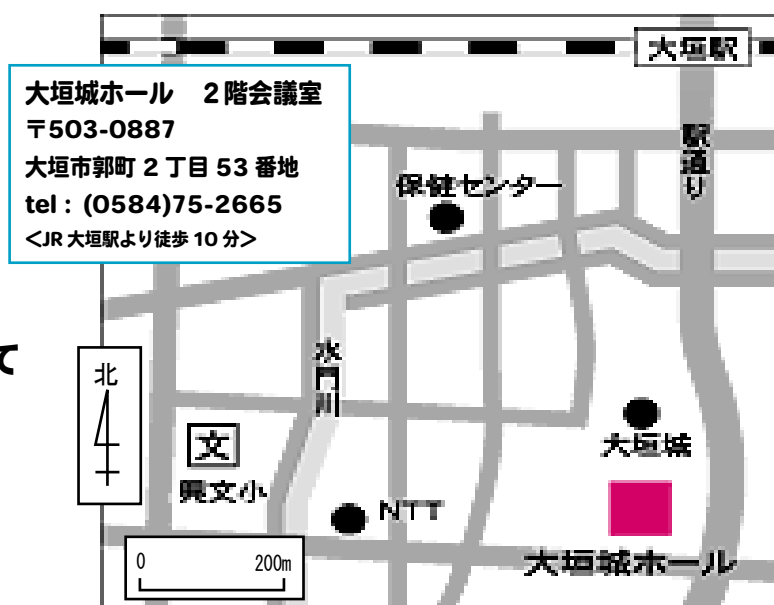 大垣駅
大垣城ホール　２階会議室
〒503-0887
大垣市郭町 2 丁目 53 番地
tel : (0584)75-2665
<JR 大垣駅より徒歩 10 分>
駅通り
保健センター
て
北
水門川
文
興文小
大垣城
NTT
大垣城ホール
0 200m